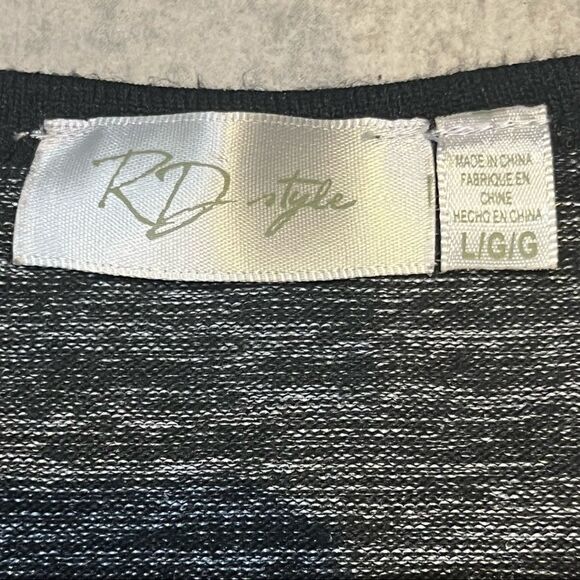 RD style
MADE IN CHINA
FABRIQUE EN
CHINE
HECHO EN CHINA
L/G/G